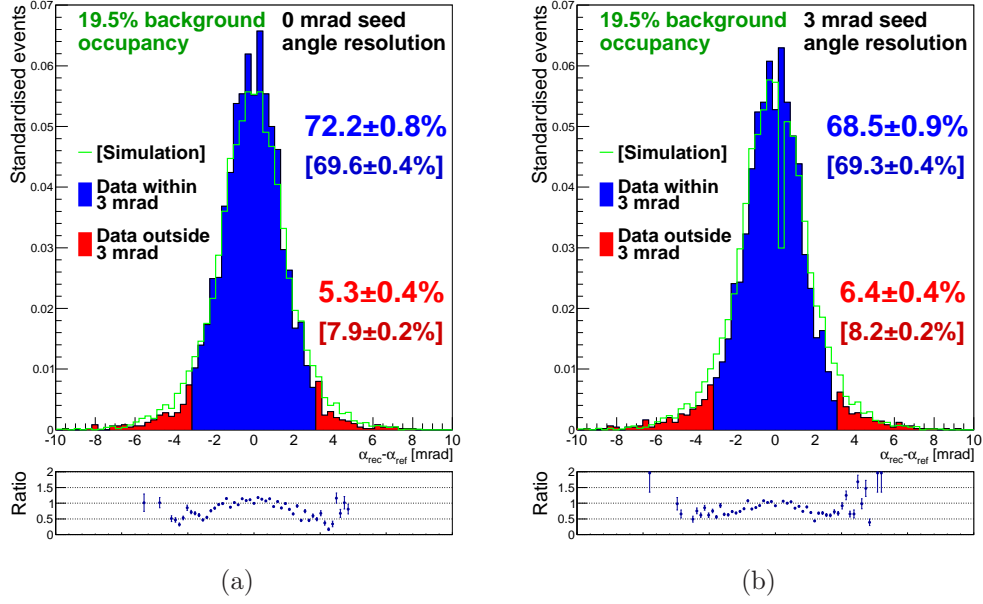 Standardised events
0.07
0.06
0.05
0.04
0.03
0.02
0.01
0
19.5% background
occupancy
0 mrad seed
angle resolution
72.2±0.8%
[69.6±0.4%]
[Simulation]
Data within
3 mrad
Data outside
3 mrad
5.3±0.4%
[7.9±0.2%]
-10 -8 -6 -4 -2 0 2 4 6 8 10
αrec-αref [mrad]
Ratio
2
1.5
1
0.5
0
(a)
Standardised events
0.07
0.06
0.05
0.04
0.03
0.02
0.01
0
19.5% background
occupancy
3 mrad seed
angle resolution
68.5±0.9%
[69.3±0.4%]
[Simulation]
Data within
3 mrad
Data outside
3 mrad
6.4±0.4%
[8.2±0.2%]
-10 -8 -6 -4 -2 0 2 4 6 8 10
αrec-αref [mrad]
Ratio
2
1.5
1
0.5
0
(b)